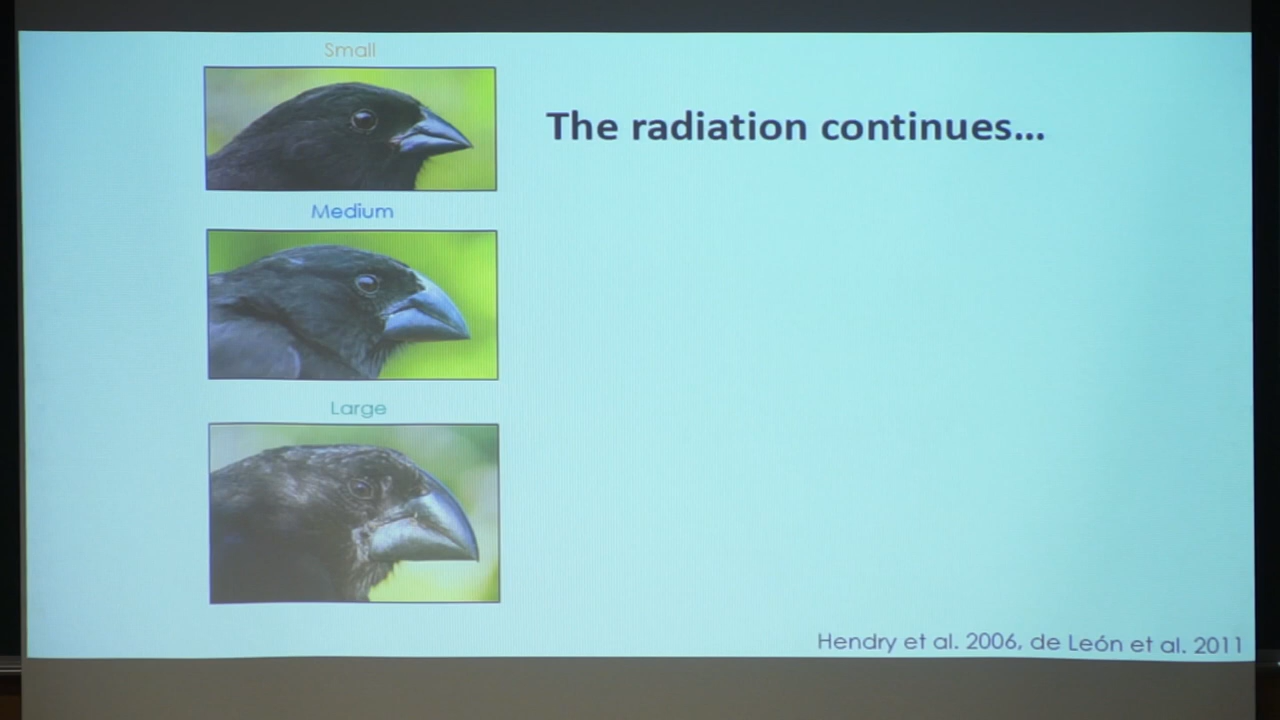 Small
The radiation continues...
Medium
Large
Hendry et al. 2006, de León et al. 2011